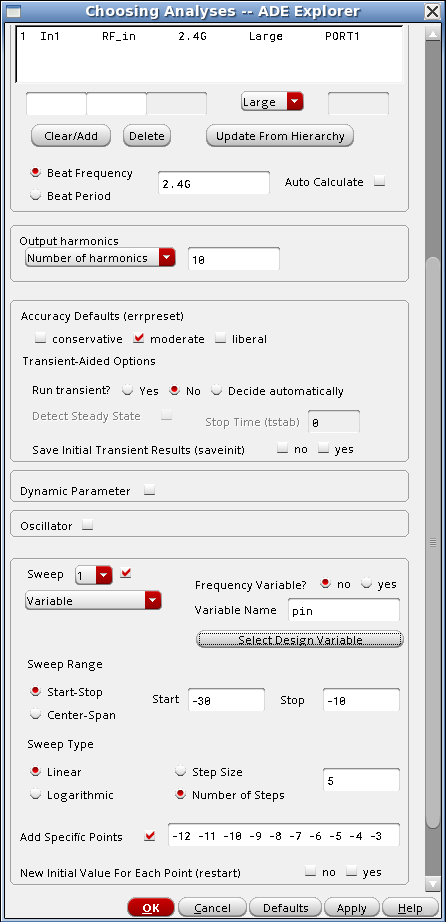 Choosing Analyses -- ADE Explorer
1 In1 RF_in 2.4G Large PORT1
Large
Clear/Add Delete Update From Hierarchy
Beat Frequency 2.4G Auto Calculate
Beat Period
Output harmonics
Number of harmonics 10
Accuracy Defaults (errpreset)
conservative moderate liberal
Transient-Aided Options
Run transient? Yes No Decide automatically
Detect Steady State Stop Time (tstab) 0
Save Initial Transient Results (saveinit) no yes
Dynamic Parameter
Oscillator
Sweep 1 Frequency Variable? no yes
Variable Variable Name pin
Select Design Variable
Sweep Range
Start-Stop Start -30 Stop -10
Center-Span
Sweep Type
Linear Step Size 5
Logarithmic Number of Steps
Add Specific Points -12 -11 -10 -9 -8 -7 -6 -5 -4 -3
New Initial Value For Each Point (restart) no yes
OK Cancel Defaults Apply Help